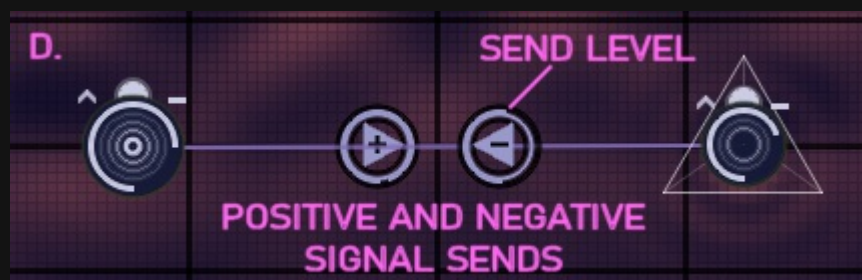 D.
SEND LEVEL
+
-
POSITIVE AND NEGATIVE
SIGNAL SENDS